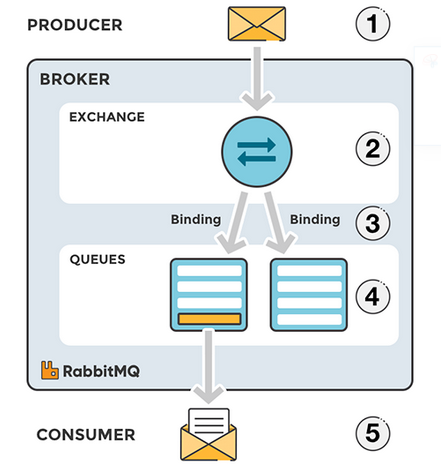 PRODUCER 1
BROKER
EXCHANGE
2
Binding Binding 3
QUEUES
4
RabbitMQ
CONSUMER 5